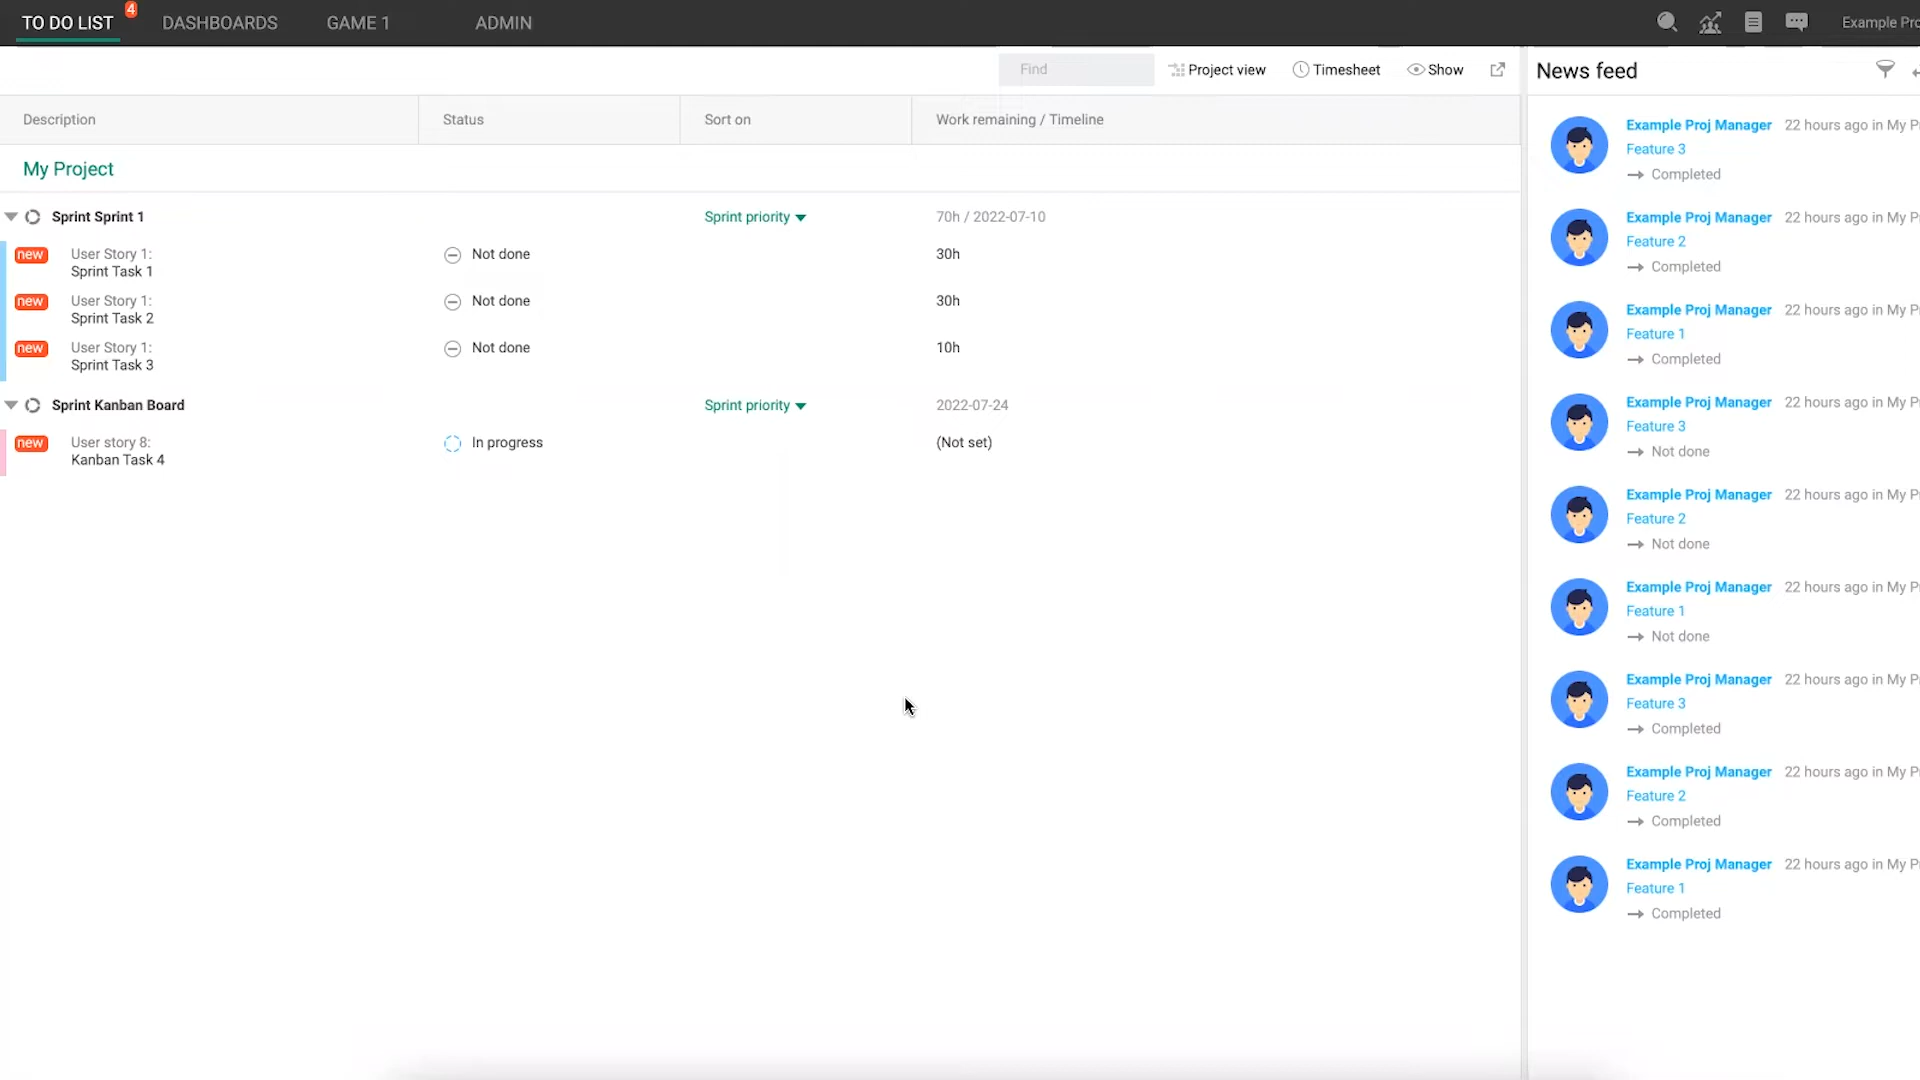 TO DO LIST 4 DASHBOARDS GAME 1 ADMIN Example Pro
Find Project view Timesheet Show
Description Status Sort on Work remaining / Timeline
My Project
Sprint Sprint 1 Sprint priority 70h / 2022-07-10
new User Story 1: Not done 30h
Sprint Task 1
new User Story 1: Not done 30h
Sprint Task 2
new User Story 1: Not done 10h
Sprint Task 3
Sprint Kanban Board Sprint priority 2022-07-24
new User story 8: In progress (Not set)
Kanban Task 4
News feed
Example Proj Manager 22 hours ago in My P
Feature 3
→ Completed
Example Proj Manager 22 hours ago in My P
Feature 2
→ Completed
Example Proj Manager 22 hours ago in My P
Feature 1
→ Completed
Example Proj Manager 22 hours ago in My P
Feature 3
→ Not done
Example Proj Manager 22 hours ago in My P
Feature 2
→ Not done
Example Proj Manager 22 hours ago in My P
Feature 1
→ Not done
Example Proj Manager 22 hours ago in My P
Feature 3
→ Completed
Example Proj Manager 22 hours ago in My P
Feature 2
→ Completed
Example Proj Manager 22 hours ago in My P
Feature 1
→ Completed